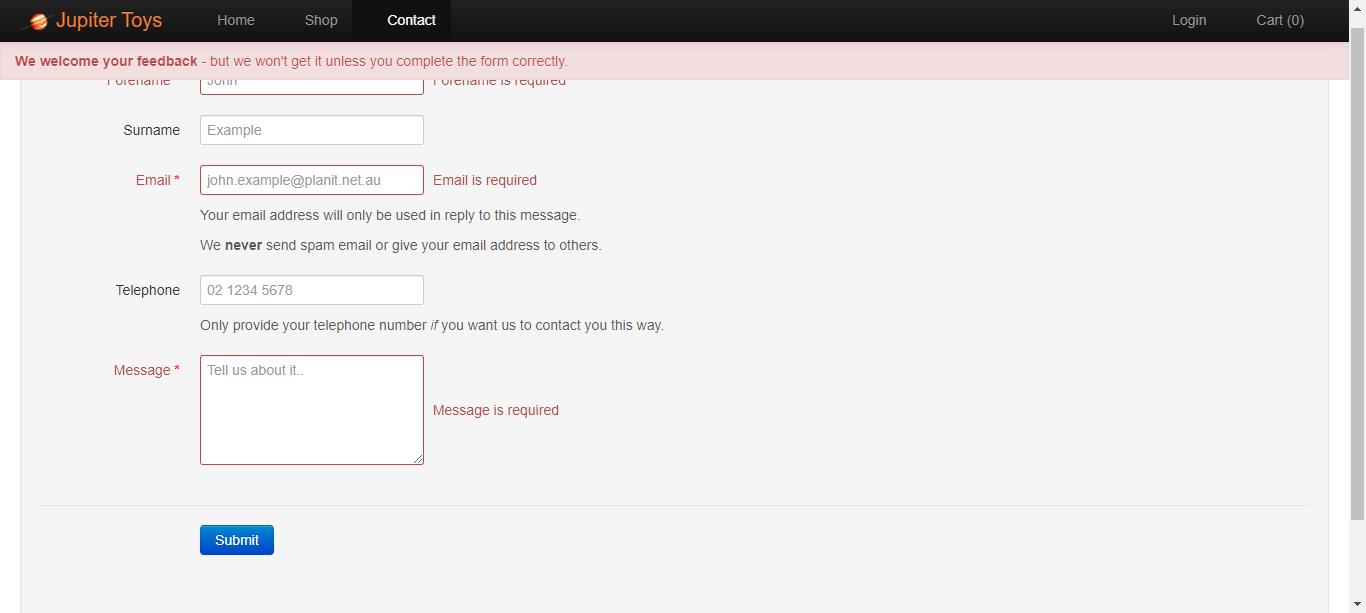 Jupiter Toys Home Shop Contact Login Cart (0)
We welcome your feedback - but we won't get it unless you complete the form correctly.
Forename John Forename is required
Surname Example
Email * john.example@planit.net.au Email is required
Your email address will only be used in reply to this message.
We never send spam email or give your email address to others.
Telephone 02 1234 5678
Only provide your telephone number if you want us to contact you this way.
Message * Tell us about it..
Message is required
Submit